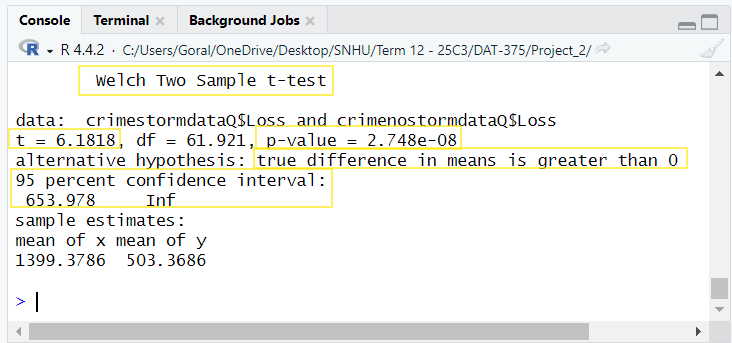 Console Terminal × Background Jobs ×
R R 4.4.2 · C:/Users/Goral/OneDrive/Desktop/SNHU/Term 12 - 25C3/DAT-375/Project_2/
Welch Two Sample t-test
data:  crimestormdataQ$Loss and crimenostormdataQ$Loss
t = 6.1818, df = 61.921, p-value = 2.748e-08
alternative hypothesis: true difference in means is greater than 0
95 percent confidence interval:
653.978 Inf
sample estimates:
mean of x mean of y
1399.3786 503.3686
>